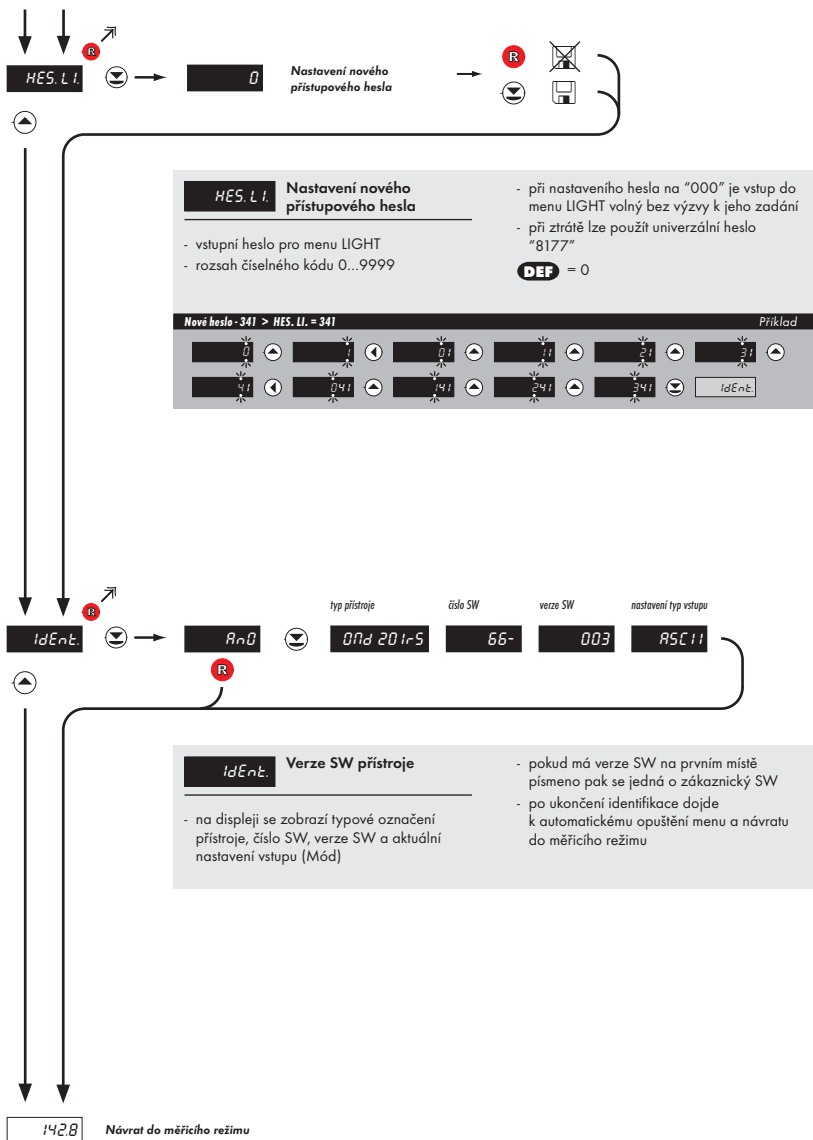 R
HES. LI.
0
Nastavení nového
přístupového hesla
R
HES. LI.
Nastavení nového
přístupového hesla
- vstupní heslo pro menu LIGHT
- rozsah číselného kódu 0...9999
- při nastaveního hesla na "000" je vstup do
menu LIGHT volný bez výzvy k jeho zadání
- při ztrátě lze použít univerzální heslo
"8177"
DEF = 0
Nové heslo - 341 > HES. LI. = 341 Příklad
0 1 01 11 21 31
41 041 141 241 341 IdEnt.
R
typ přístroje číslo SW verze SW nastavení typ vstupu
IdEnt. AnO OMd 201rS 66- 003 ASCII
R
IdEnt.
Verze SW přístroje
- na displeji se zobrazí typové označení
přístroje, číslo SW, verze SW a aktuální
nastavení vstupu (Mód)
- pokud má verze SW na prvním místě
písmeno pak se jedná o zákaznický SW
- po ukončení identifikace dojde
k automatickému opuštění menu a návratu
do měřicího režimu
142.8 Návrat do měřicího režimu